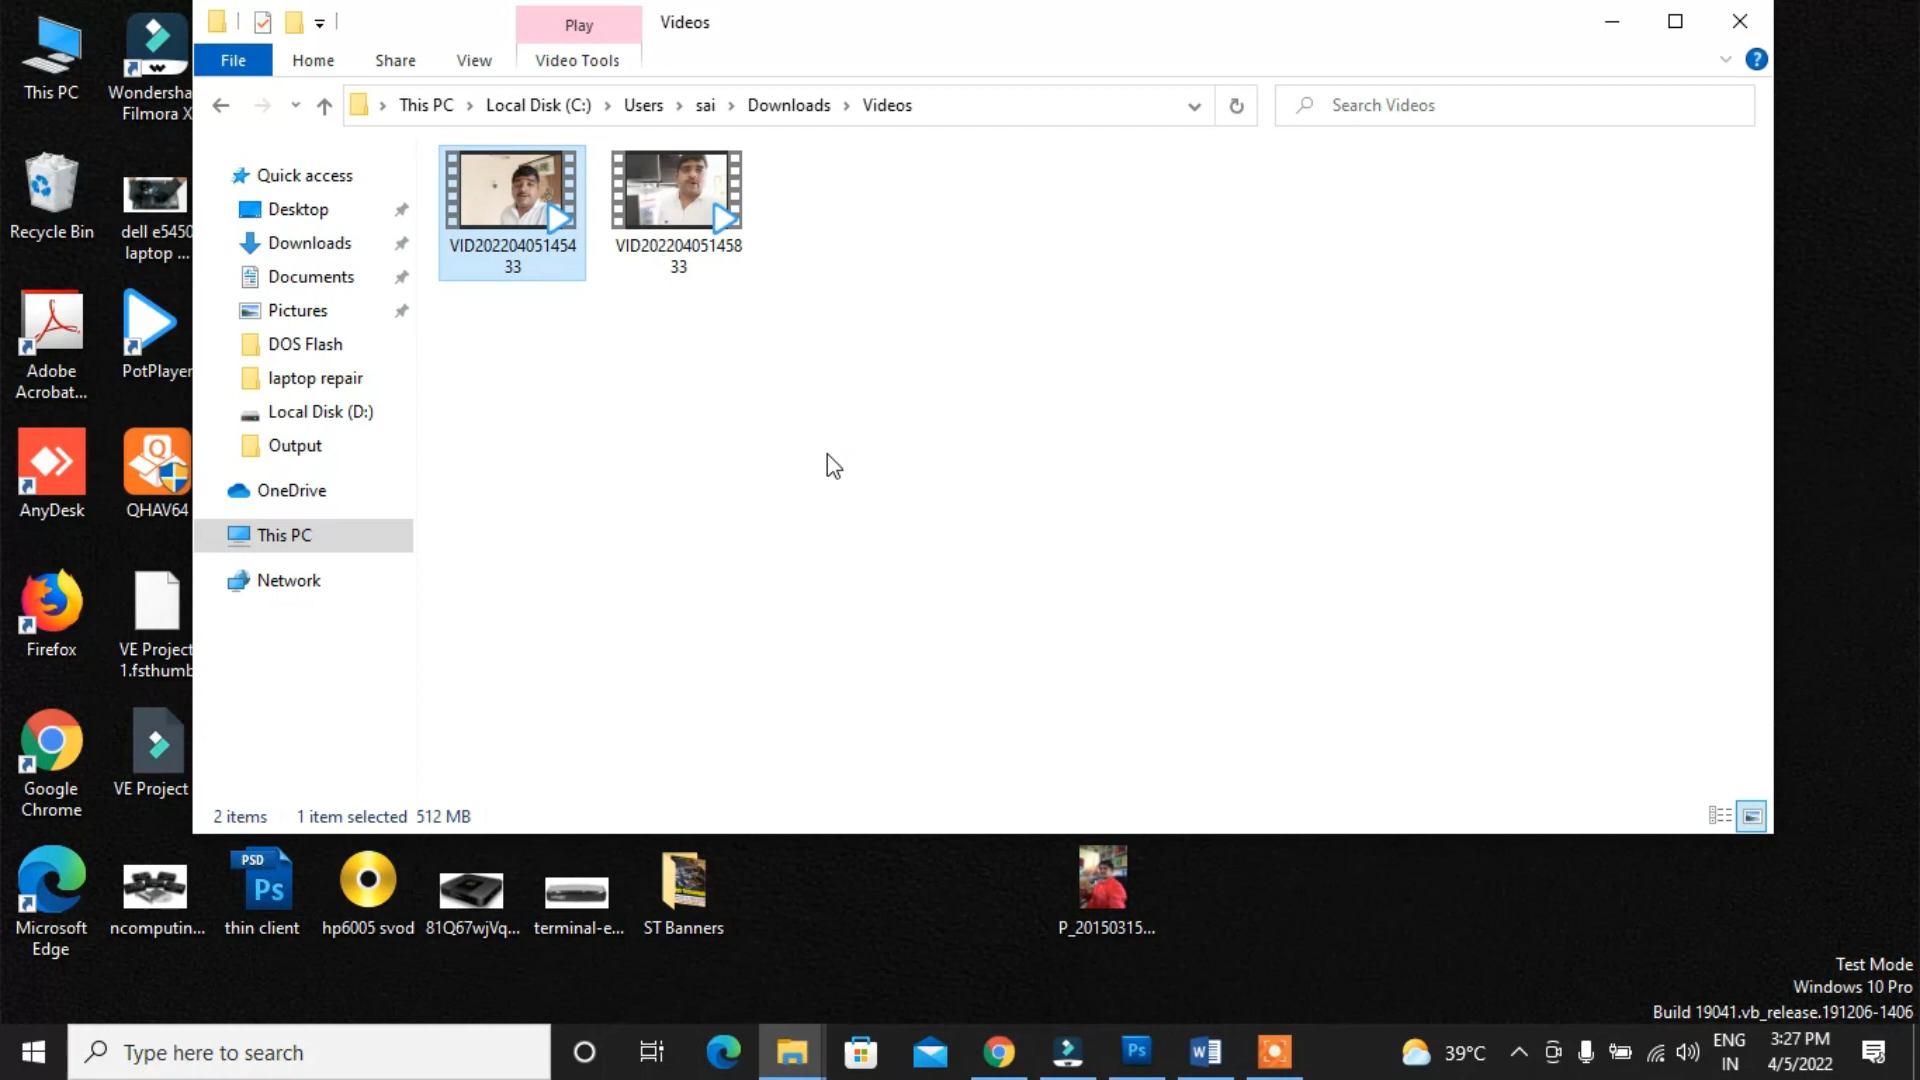 Play
Videos
File
Home
Share
View
Video Tools
This PC
Local Disk (C:)
Users
sai
Downloads
Videos
Search Videos
Quick access
Desktop
Downloads
Documents
Pictures
DOS Flash
laptop repair
Local Disk (D:)
Output
OneDrive
This PC
Network
VID202204051454
33
VID202204051458
33
2 items
1 item selected 512 MB
This PC
Wondersha
Filmora X
Recycle Bin
dell e5450
laptop ...
Adobe
Acrobat...
PotPlayer
AnyDesk
QHAV64
Firefox
VE Project
1.fsthumb
Google
Chrome
VE Project
Microsoft
Edge
ncomputin...
PSD
Ps
thin client
hp6005 svod
81Q67wjVq...
terminal-e...
ST Banners
P_20150315...
Test Mode
Windows 10 Pro
Build 19041.vb_release.191206-1406
Type here to search
Ps
W
39°C
ENG
IN
3:27 PM
4/5/2022